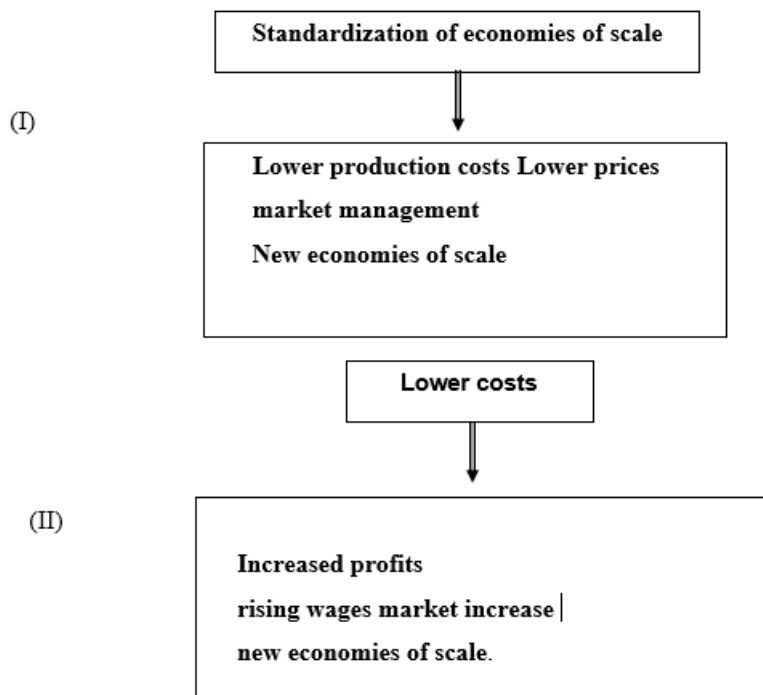 Standardization of economies of scale
(I)
Lower production costs Lower prices
market management
New economies of scale
Lower costs
(II)
Increased profits
rising wages market increase
new economies of scale.